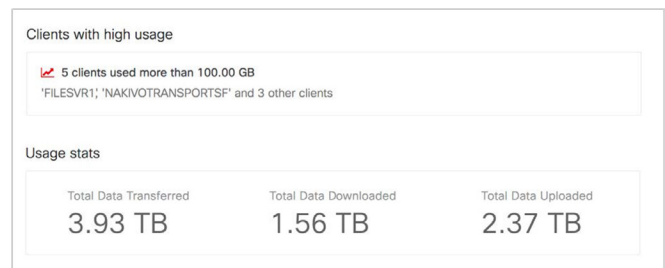 Clients with high usage
5 clients used more than 100.00 GB
'FILESVR1', 'NAKIVOTRANSPORTSF' and 3 other clients
Usage stats
Total Data Transferred Total Data Downloaded Total Data Uploaded
3.93 TB 1.56 TB 2.37 TB